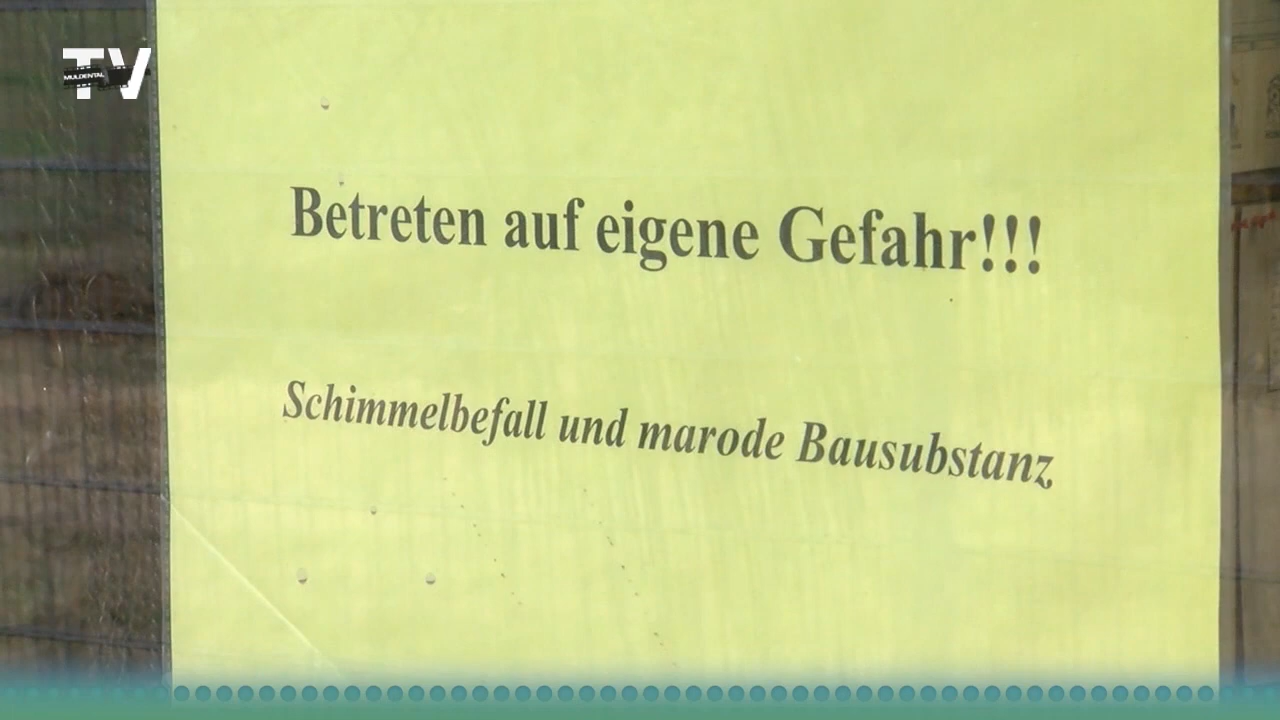 TV
MULDENTAL
Betreten auf eigene Gefahr!!!
Schimmelbefall und marode Bausubstanz